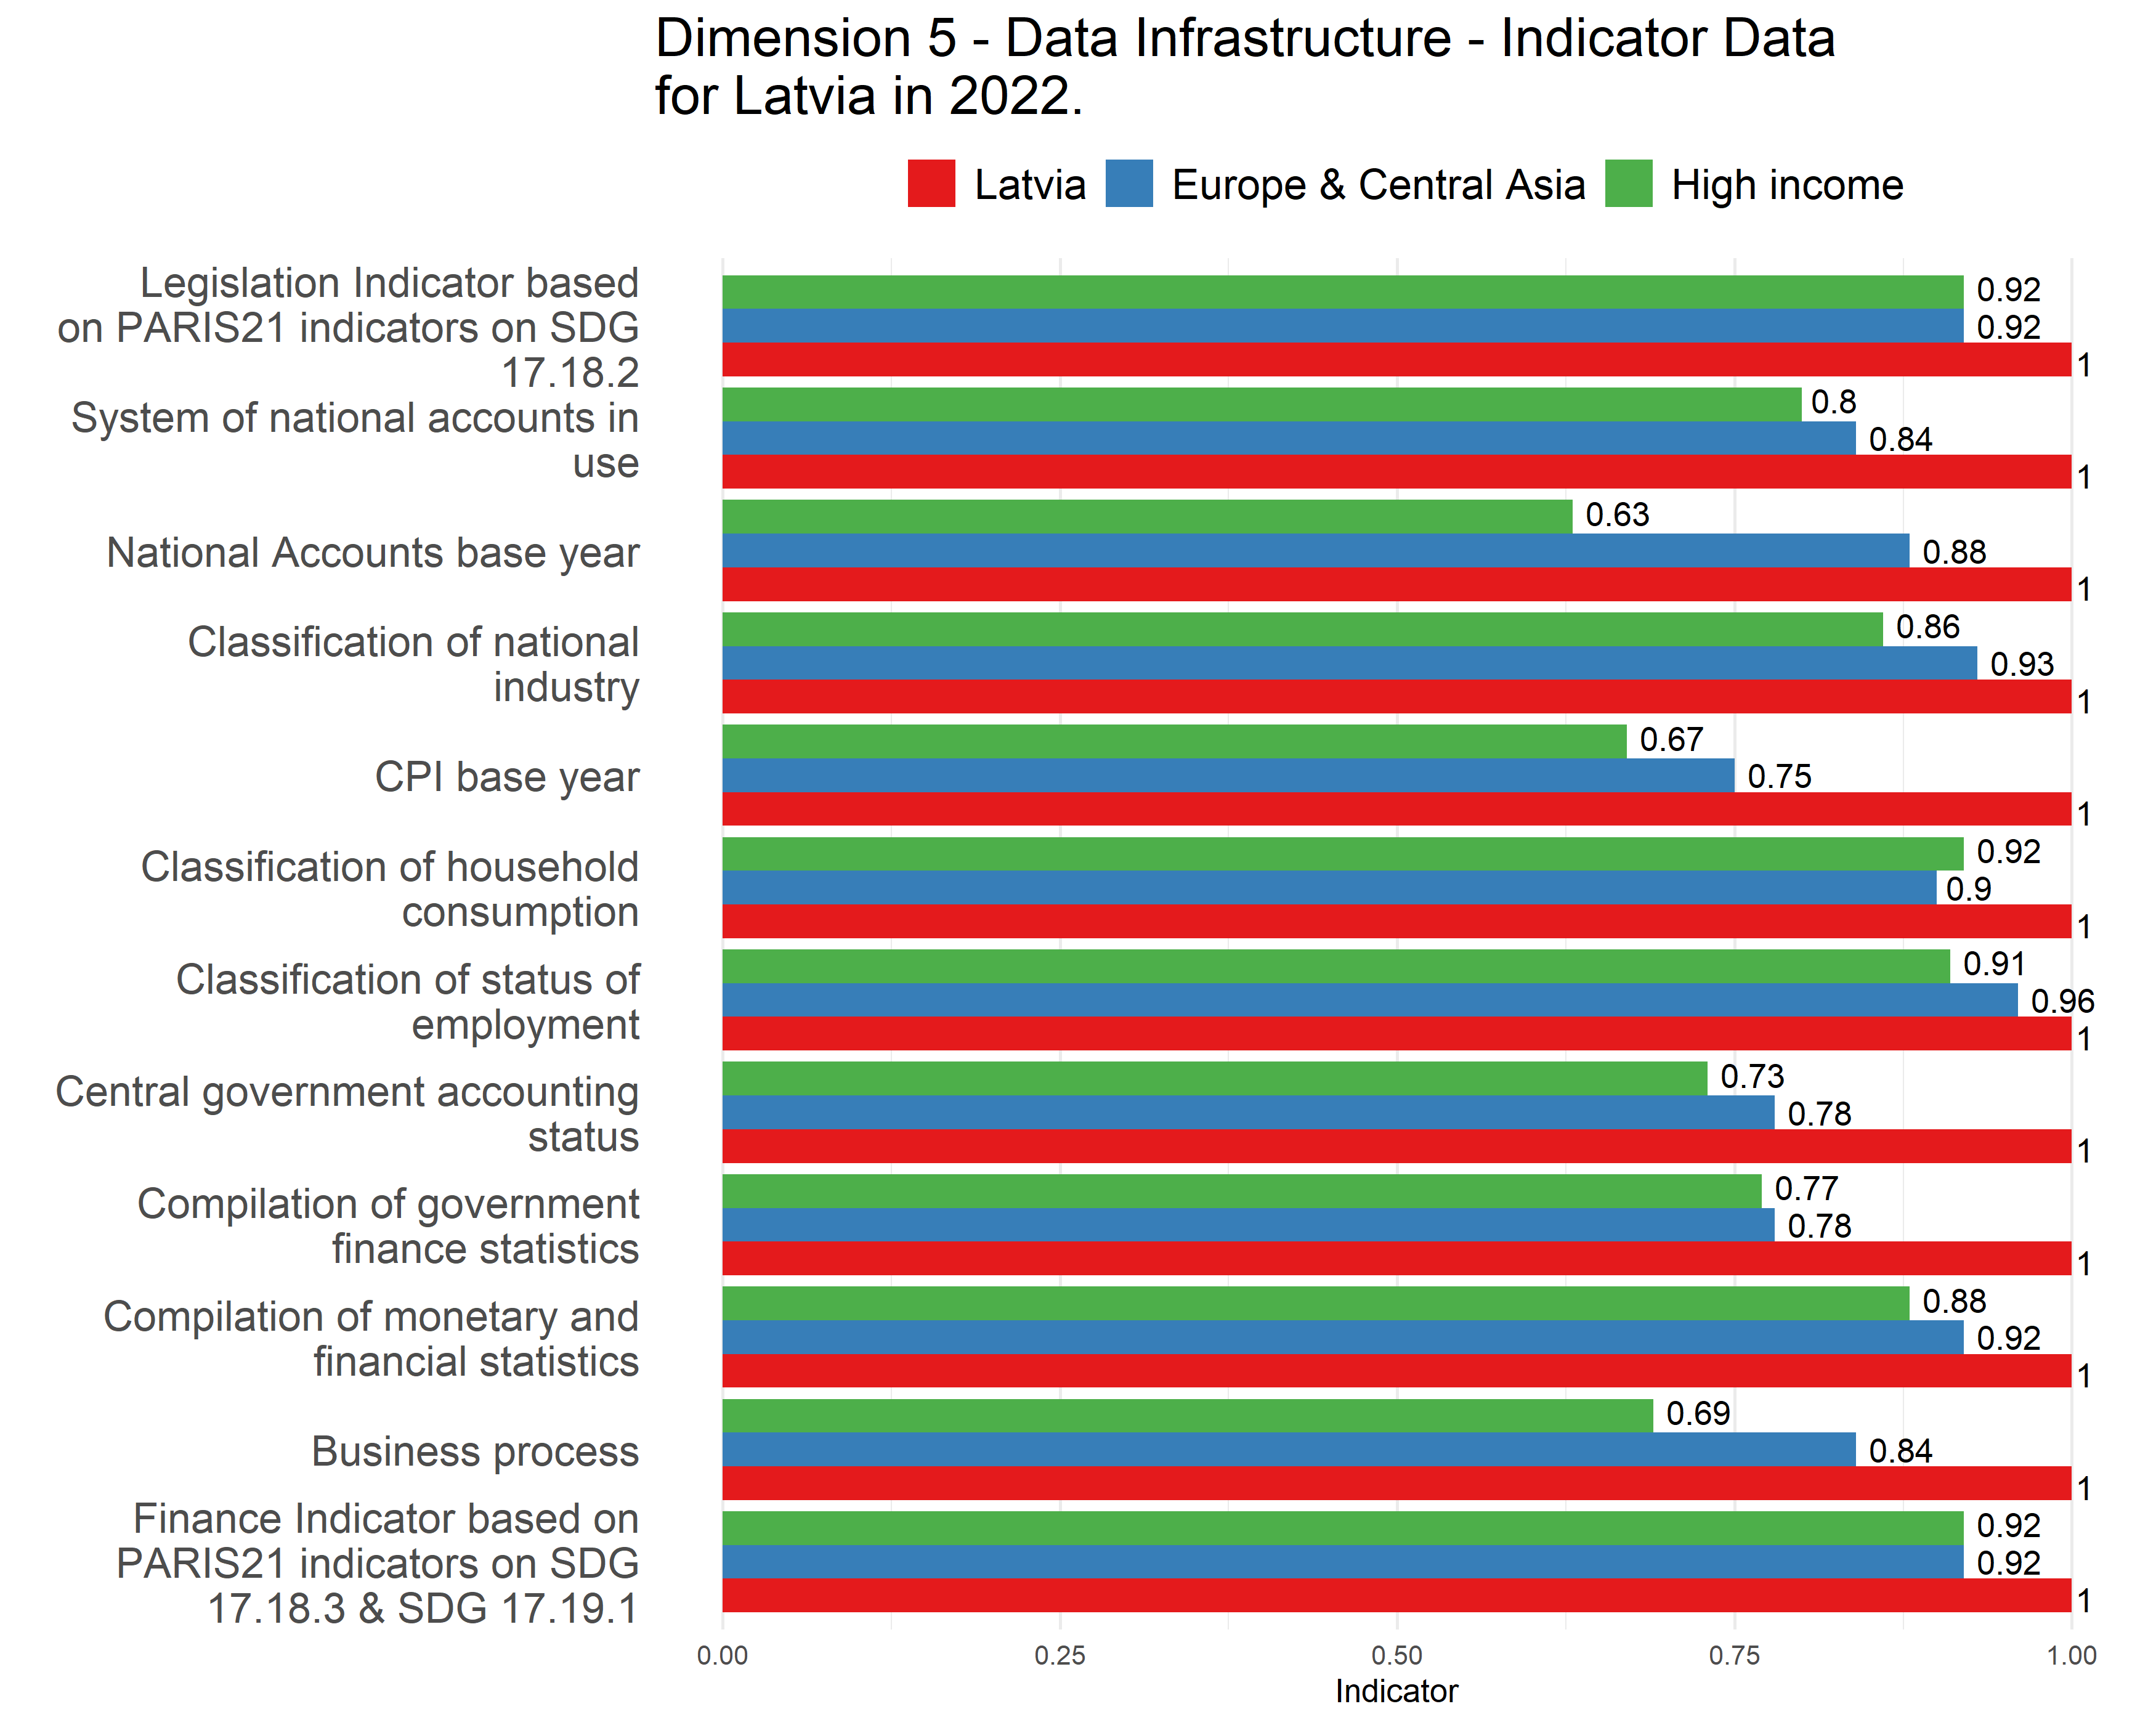 Dimension 5 - Data Infrastructure - Indicator Data
for Latvia in 2022.
Latvia
Europe & Central Asia
High income
Legislation Indicator based
on PARIS21 indicators on SDG
17.18.2
0.92
0.92
1
System of national accounts in
use
0.8
0.84
1
National Accounts base year
0.63
0.88
1
Classification of national
industry
0.86
0.93
1
CPI base year
0.67
0.75
1
Classification of household
consumption
0.92
0.9
1
Classification of status of
employment
0.91
0.96
1
Central government accounting
status
0.73
0.78
1
Compilation of government
finance statistics
0.77
0.78
1
Compilation of monetary and
financial statistics
0.88
0.92
1
Business process
0.69
0.84
1
Finance Indicator based on
PARIS21 indicators on SDG
17.18.3 & SDG 17.19.1
0.92
0.92
1
0.00 0.25 0.50 0.75 1.00
Indicator